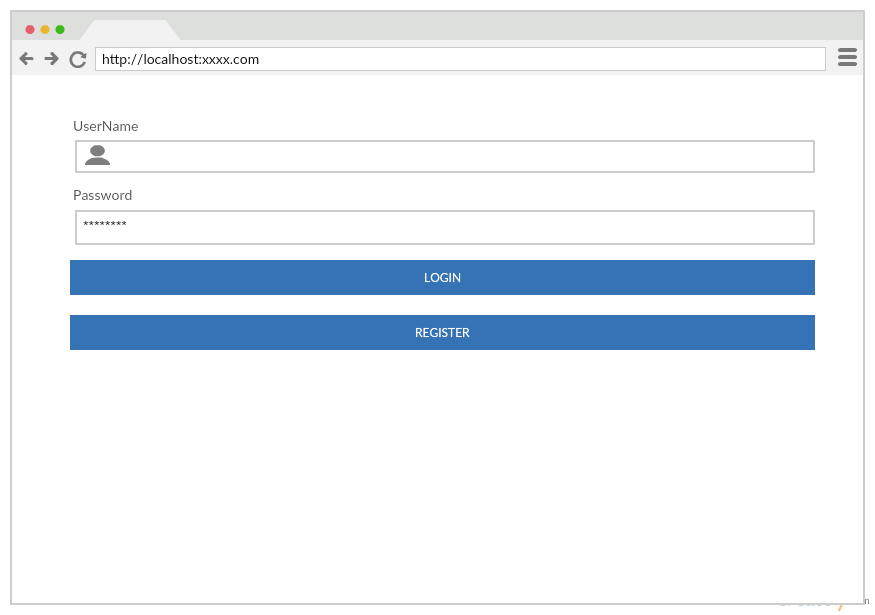 http://localhost:xxxx.com
UserName
Password
********
LOGIN
REGISTER